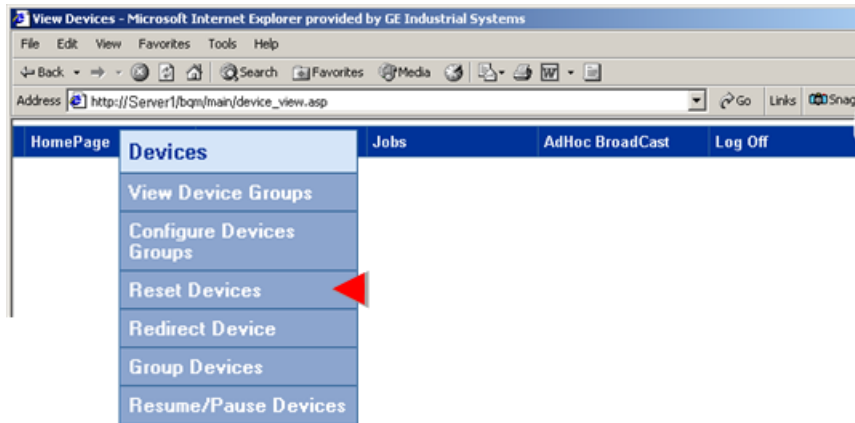 View Devices - Microsoft Internet Explorer provided by GE Industrial Systems
File Edit View Favorites Tools Help
Back Search Favorites Media
Address http://Server1/bqm/main/device_view.asp Go Links Snag
HomePage Devices Jobs AdHoc BroadCast Log Off
View Device Groups
Configure Devices
Groups
Reset Devices
Redirect Device
Group Devices
Resume/Pause Devices